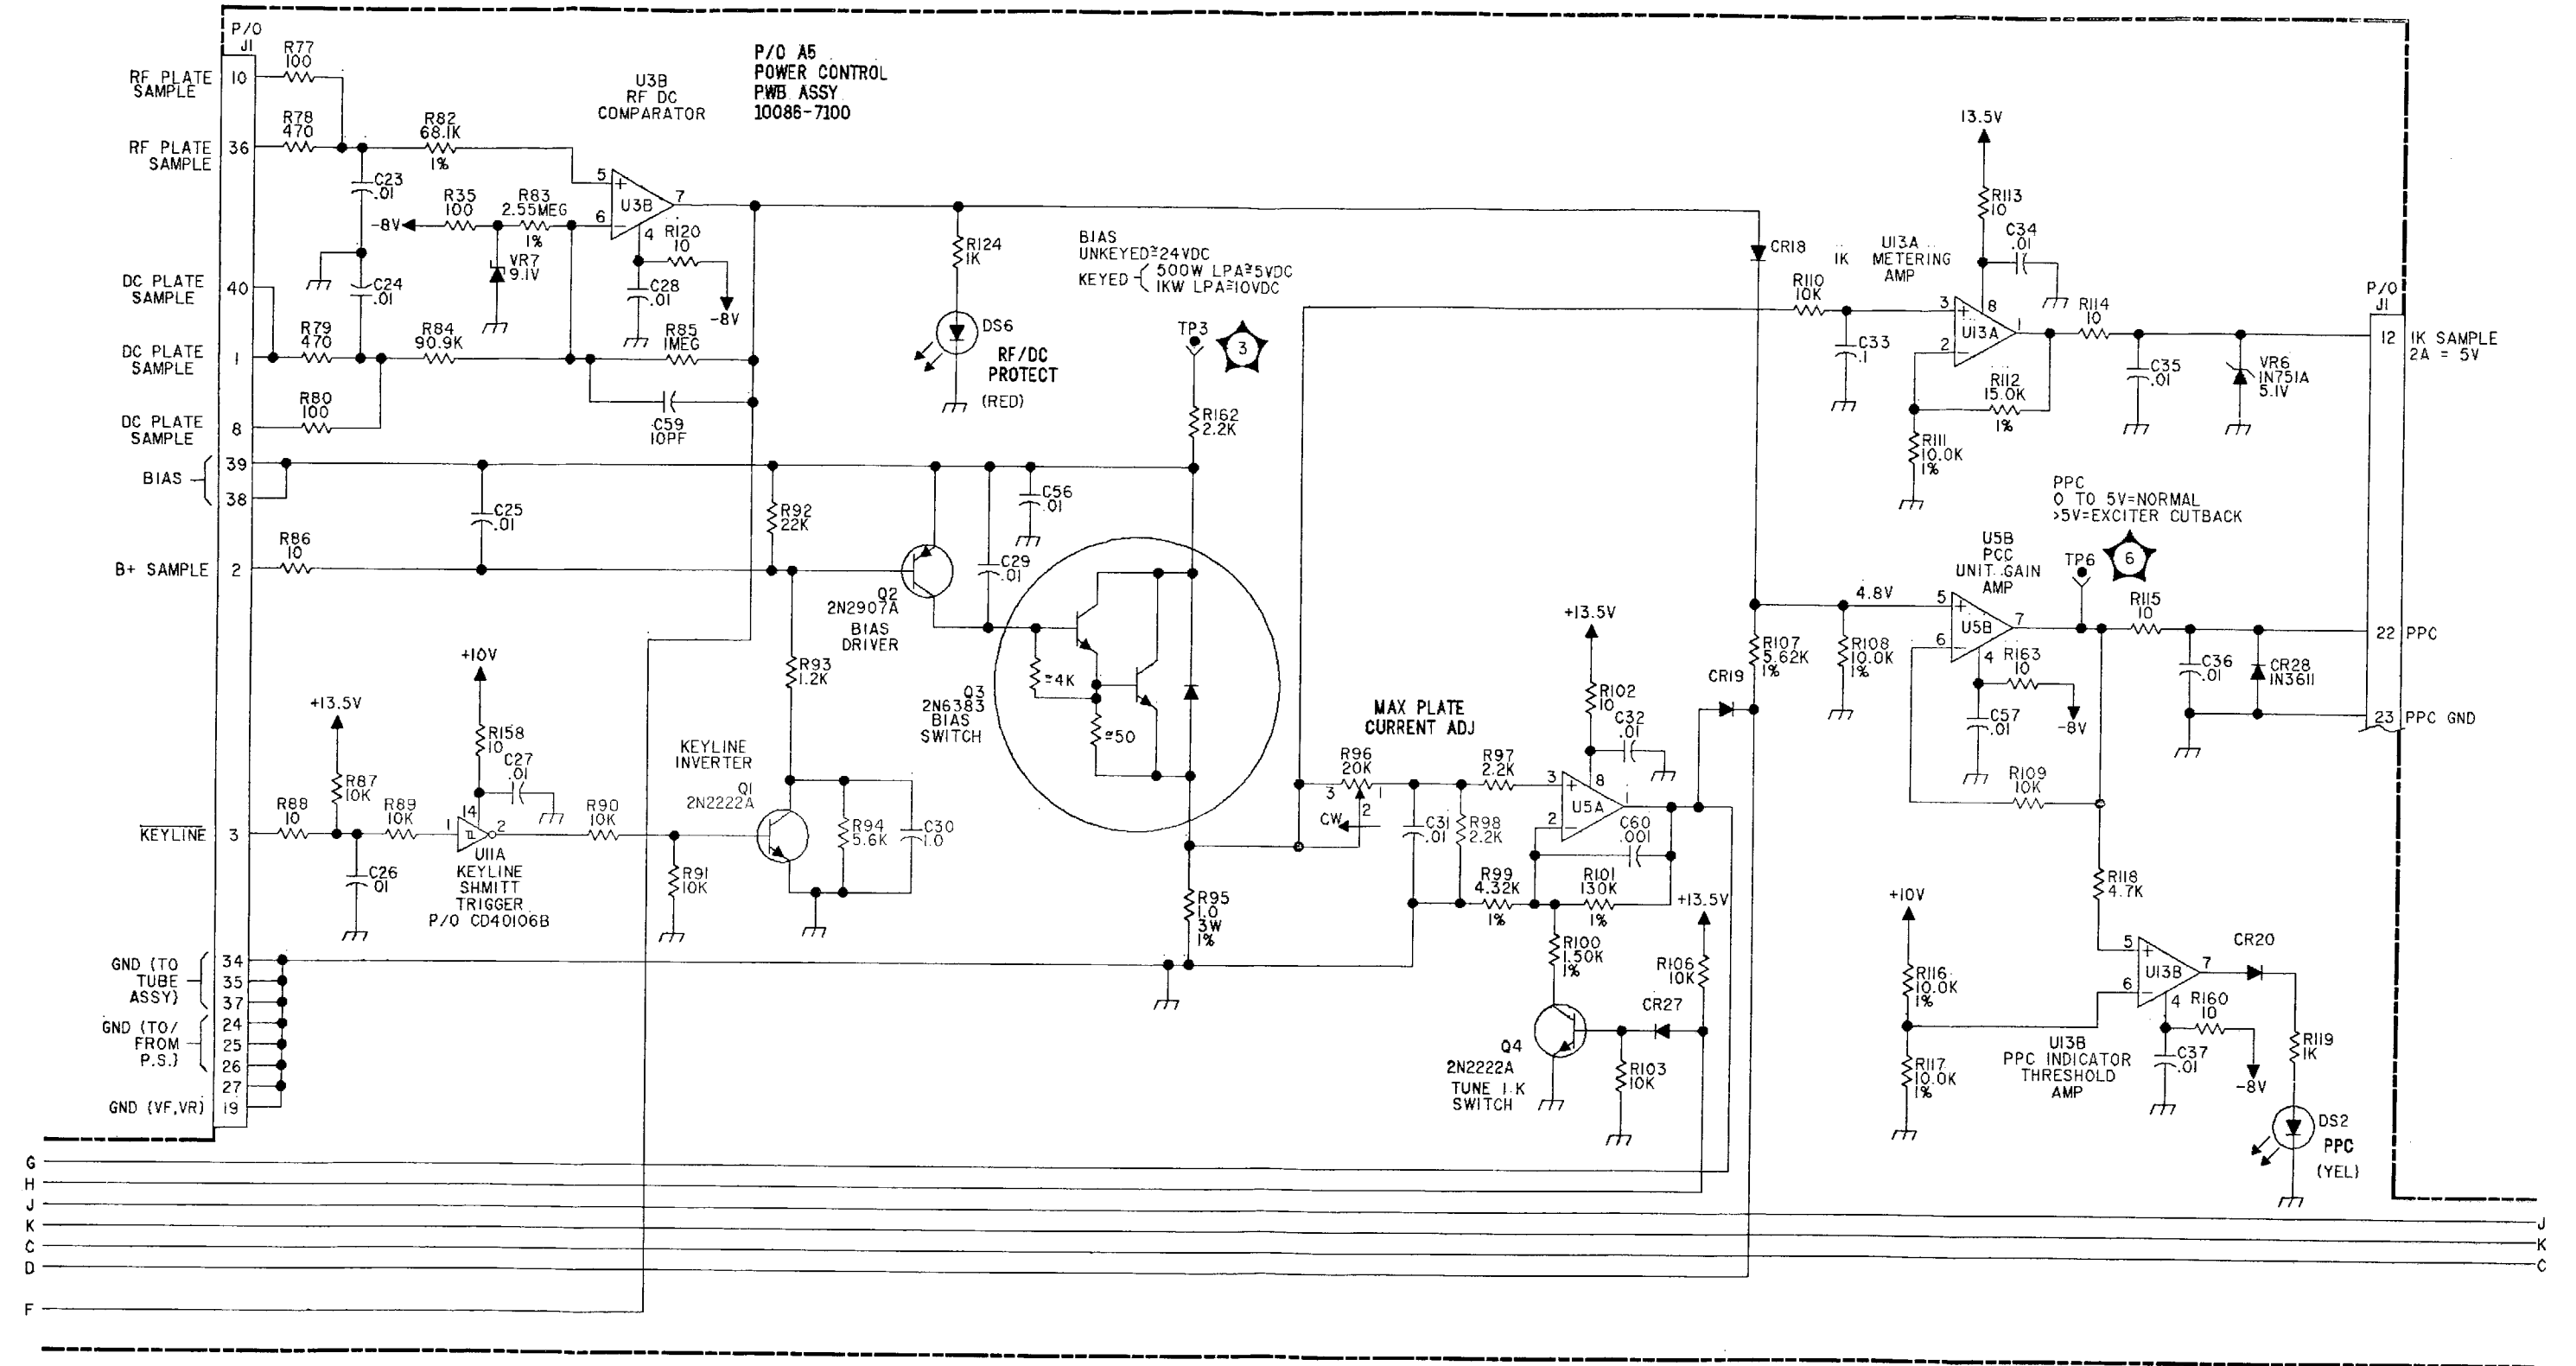 P/O
J1
R77
100
RF PLATE
SAMPLE
10
R78
470
RF PLATE
SAMPLE
36
R82
68.1K
1%
C23
.01
R35
100
R83
2.55MEG
1%
-8V
VR7
9.1V
U3B
RF DC
COMPARATOR
5
+
U3B
7
6
-
4
R120
10
C28
.01
-8V
P/O A5
POWER CONTROL
PWB ASSY
10086-7100
DC PLATE
SAMPLE
40
C24
.01
DC PLATE
SAMPLE
1
R79
470
R84
90.9K
R85
1MEG
R80
100
DC PLATE
SAMPLE
8
C59
10PF
R124
1K
DS6
RF/DC
PROTECT
(RED)
BIAS
UNKEYED≅24VDC
KEYED
500W LPA≅5VDC
1KW LPA≅10VDC
TP3
3
R162
2.2K
BIAS
39
38
C25
.01
R92
22K
C56
.01
C29
.01
R86
10
B+ SAMPLE
2
Q2
2N2907A
BIAS
DRIVER
R93
1.2K
≅4K
≅50
Q3
2N6383
BIAS
SWITCH
+10V
R158
10
C27
.01
+13.5V
R87
10K
R88
10
R89
10K
KEYLINE
3
1
14
2
U11A
KEYLINE
SHMITT
TRIGGER
P/O CD40106B
C26
01
R90
10K
R91
10K
KEYLINE
INVERTER
Q1
2N2222A
R94
5.6K
C30
1.0
R95
1.0
3W
1%
GND (TO
TUBE
ASSY)
34
35
37
GND (TO/
FROM
P.S.)
24
25
26
27
GND (VF,VR)
19
CR18
R110
10K
C33
.1
1K
U13A
METERING
AMP
13.5V
R113
10
C34
.01
3
+
8
U13A
1
2
-
R114
10
R112
15.0K
1%
R111
10.0K
1%
C35
.01
VR6
1N751A
5.1V
P/O
J1
12
1K SAMPLE
2A = 5V
PPC
0 TO 5V=NORMAL
>5V=EXCITER CUTBACK
U5B
PCC
UNIT GAIN
AMP
TP6
6
4.8V
5
+
U5B
7
6
-
4
R115
10
R163
10
C57
.01
-8V
C36
.01
CR28
1N3611
22 PPC
23 PPC GND
R107
5.62K
1%
R108
10.0K
1%
CR19
R109
10K
MAX PLATE
CURRENT ADJ
R96
20K
3
1
2
CW
C31
.01
R98
2.2K
R97
2.2K
+13.5V
R102
10
C32
.01
3
+
8
U5A
1
2
-
C60
.001
R99
4.32K
1%
R101
130K
1%
R100
1.50K
1%
+13.5V
R106
10K
CR27
Q4
2N2222A
TUNE 1.K
SWITCH
R103
10K
R118
4.7K
+10V
R116
10.0K
1%
R117
10.0K
1%
5
+
U13B
7
6
-
4
R160
10
C37
.01
-8V
U13B
PPC INDICATOR
THRESHOLD
AMP
CR20
R119
1K
DS2
PPC
(YEL)
G
H
J
K
C
D
F
J
K
C